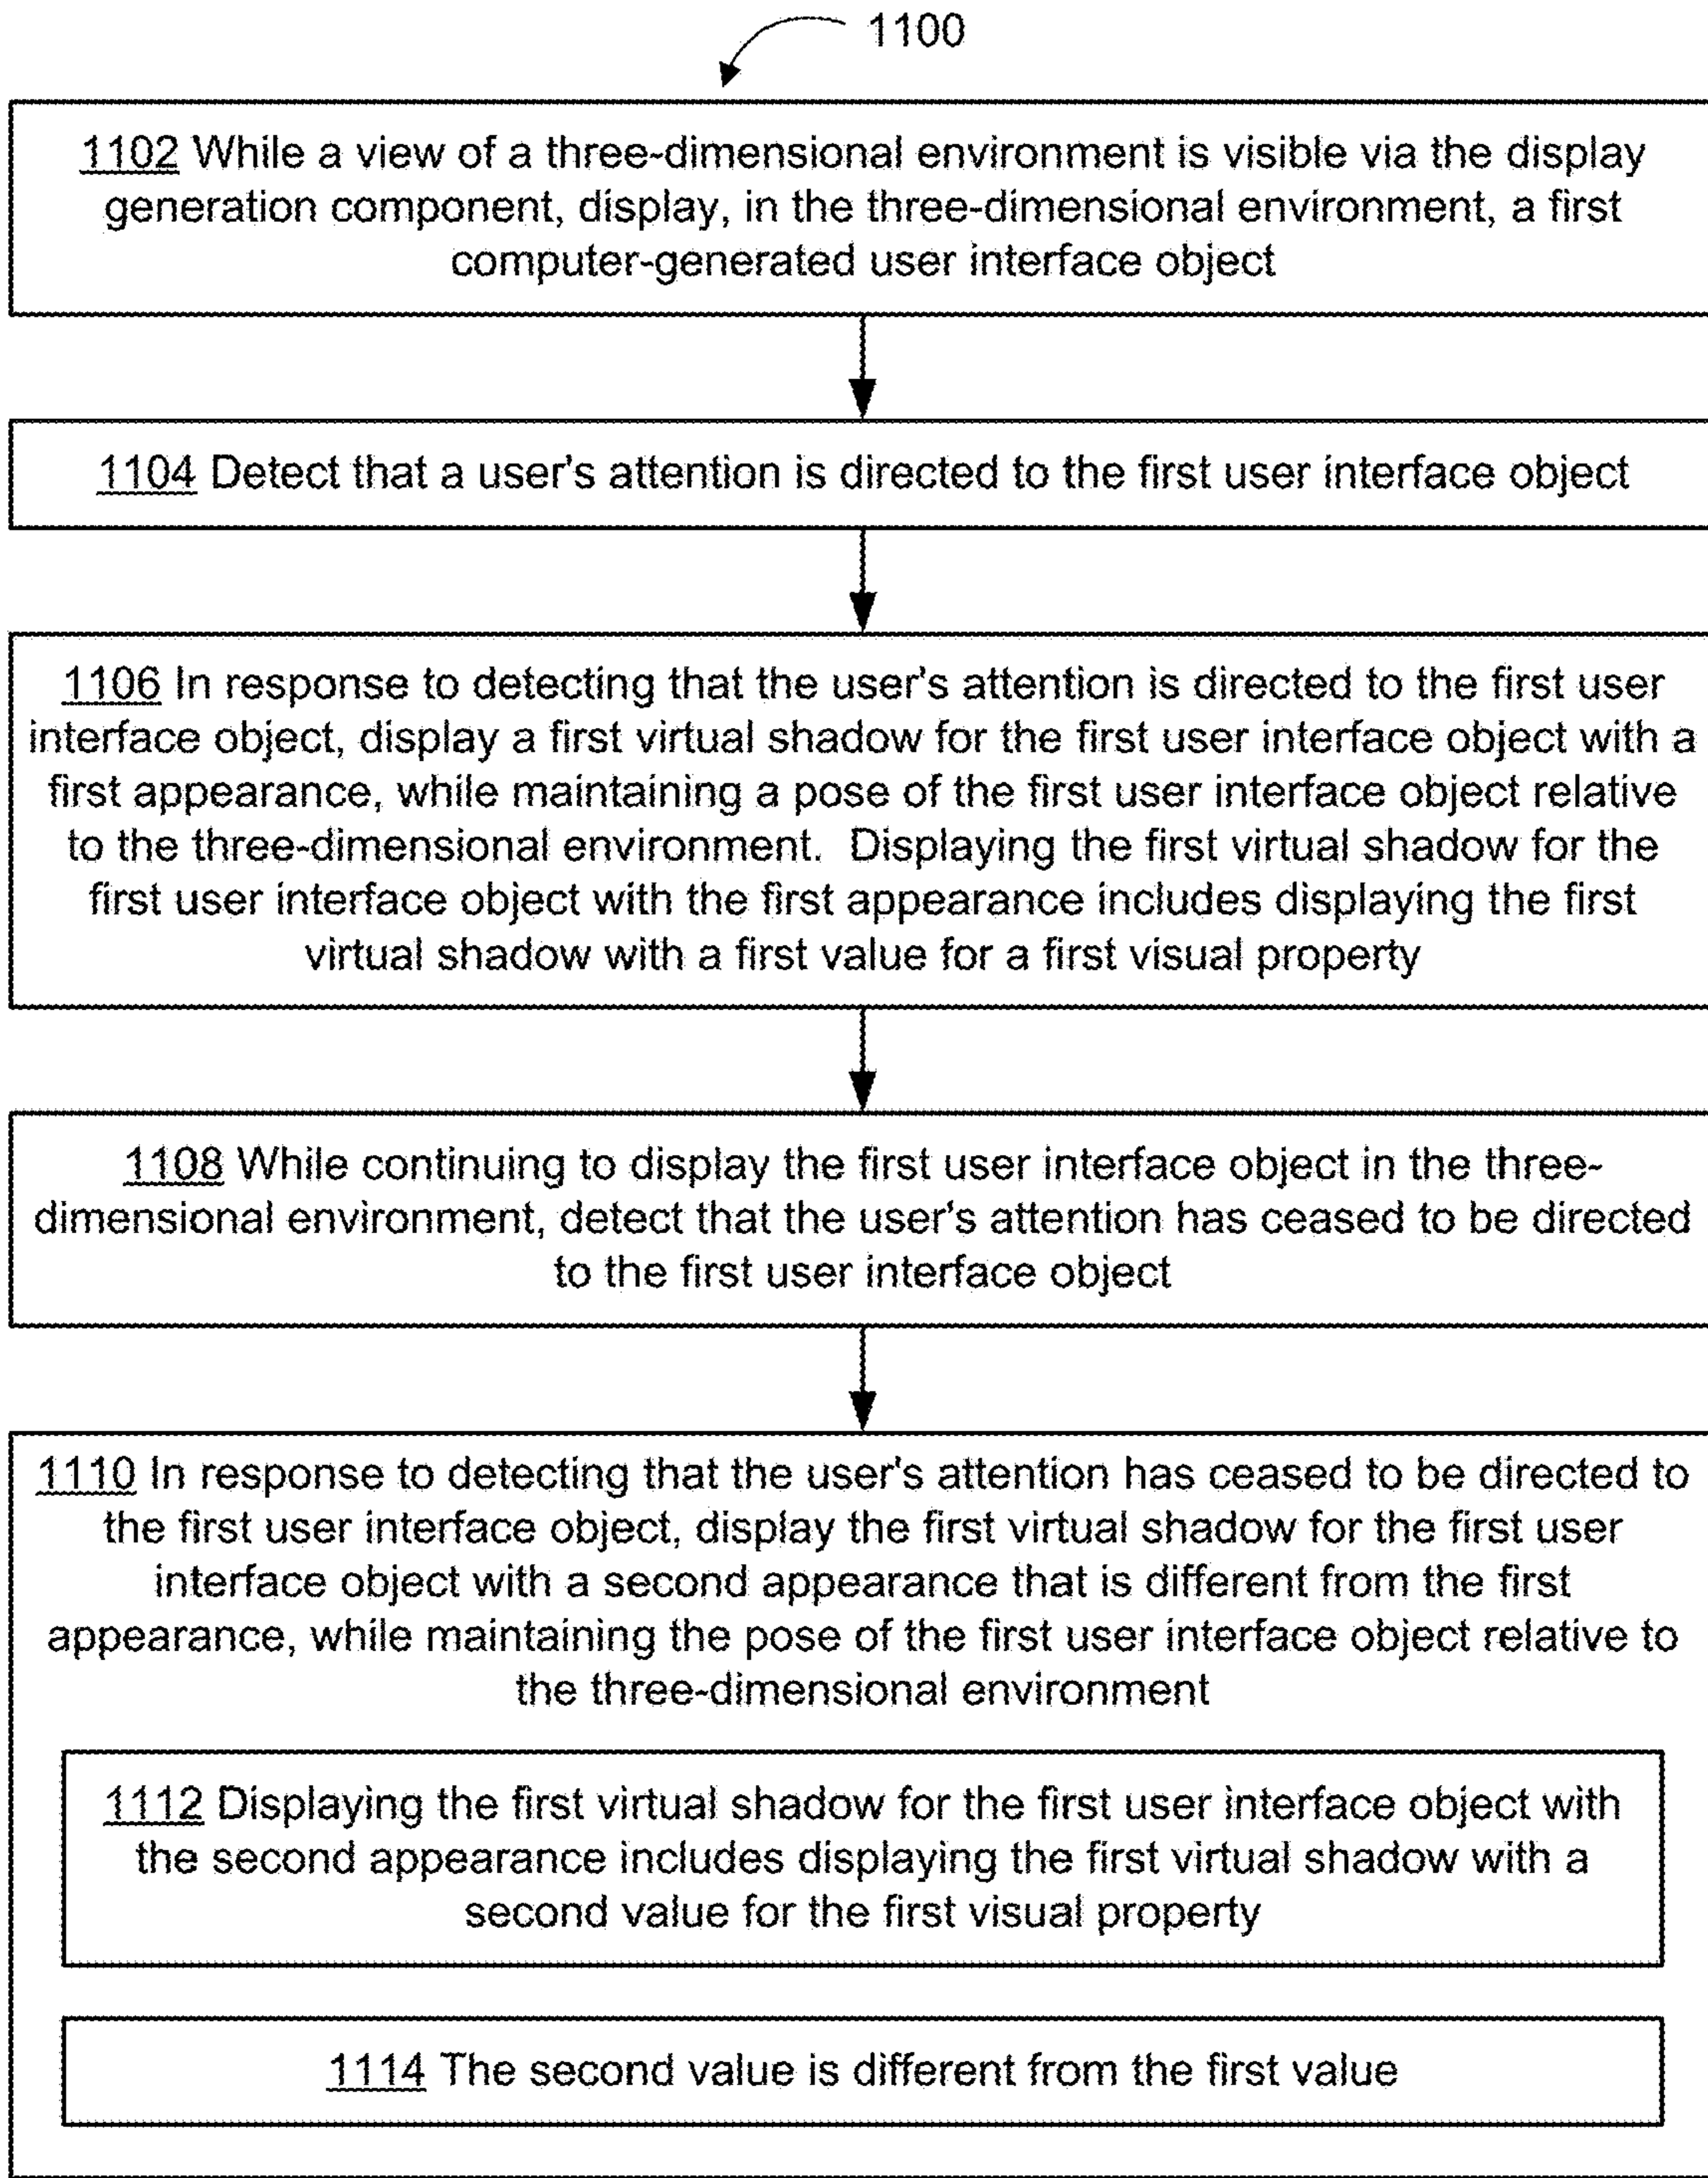 1100
1102 While a view of a three-dimensional environment is visible via the display
generation component, display, in the three-dimensional environment, a first
computer-generated user interface object
1104 Detect that a user's attention is directed to the first user interface object
1106 In response to detecting that the user's attention is directed to the first user
interface object, display a first virtual shadow for the first user interface object with a
first appearance, while maintaining a pose of the first user interface object relative
to the three-dimensional environment.  Displaying the first virtual shadow for the
first user interface object with the first appearance includes displaying the first
virtual shadow with a first value for a first visual property
1108 While continuing to display the first user interface object in the three-
dimensional environment, detect that the user's attention has ceased to be directed
to the first user interface object
1110 In response to detecting that the user's attention has ceased to be directed to
the first user interface object, display the first virtual shadow for the first user
interface object with a second appearance that is different from the first
appearance, while maintaining the pose of the first user interface object relative to
the three-dimensional environment
1112 Displaying the first virtual shadow for the first user interface object with
the second appearance includes displaying the first virtual shadow with a
second value for the first visual property
1114 The second value is different from the first value